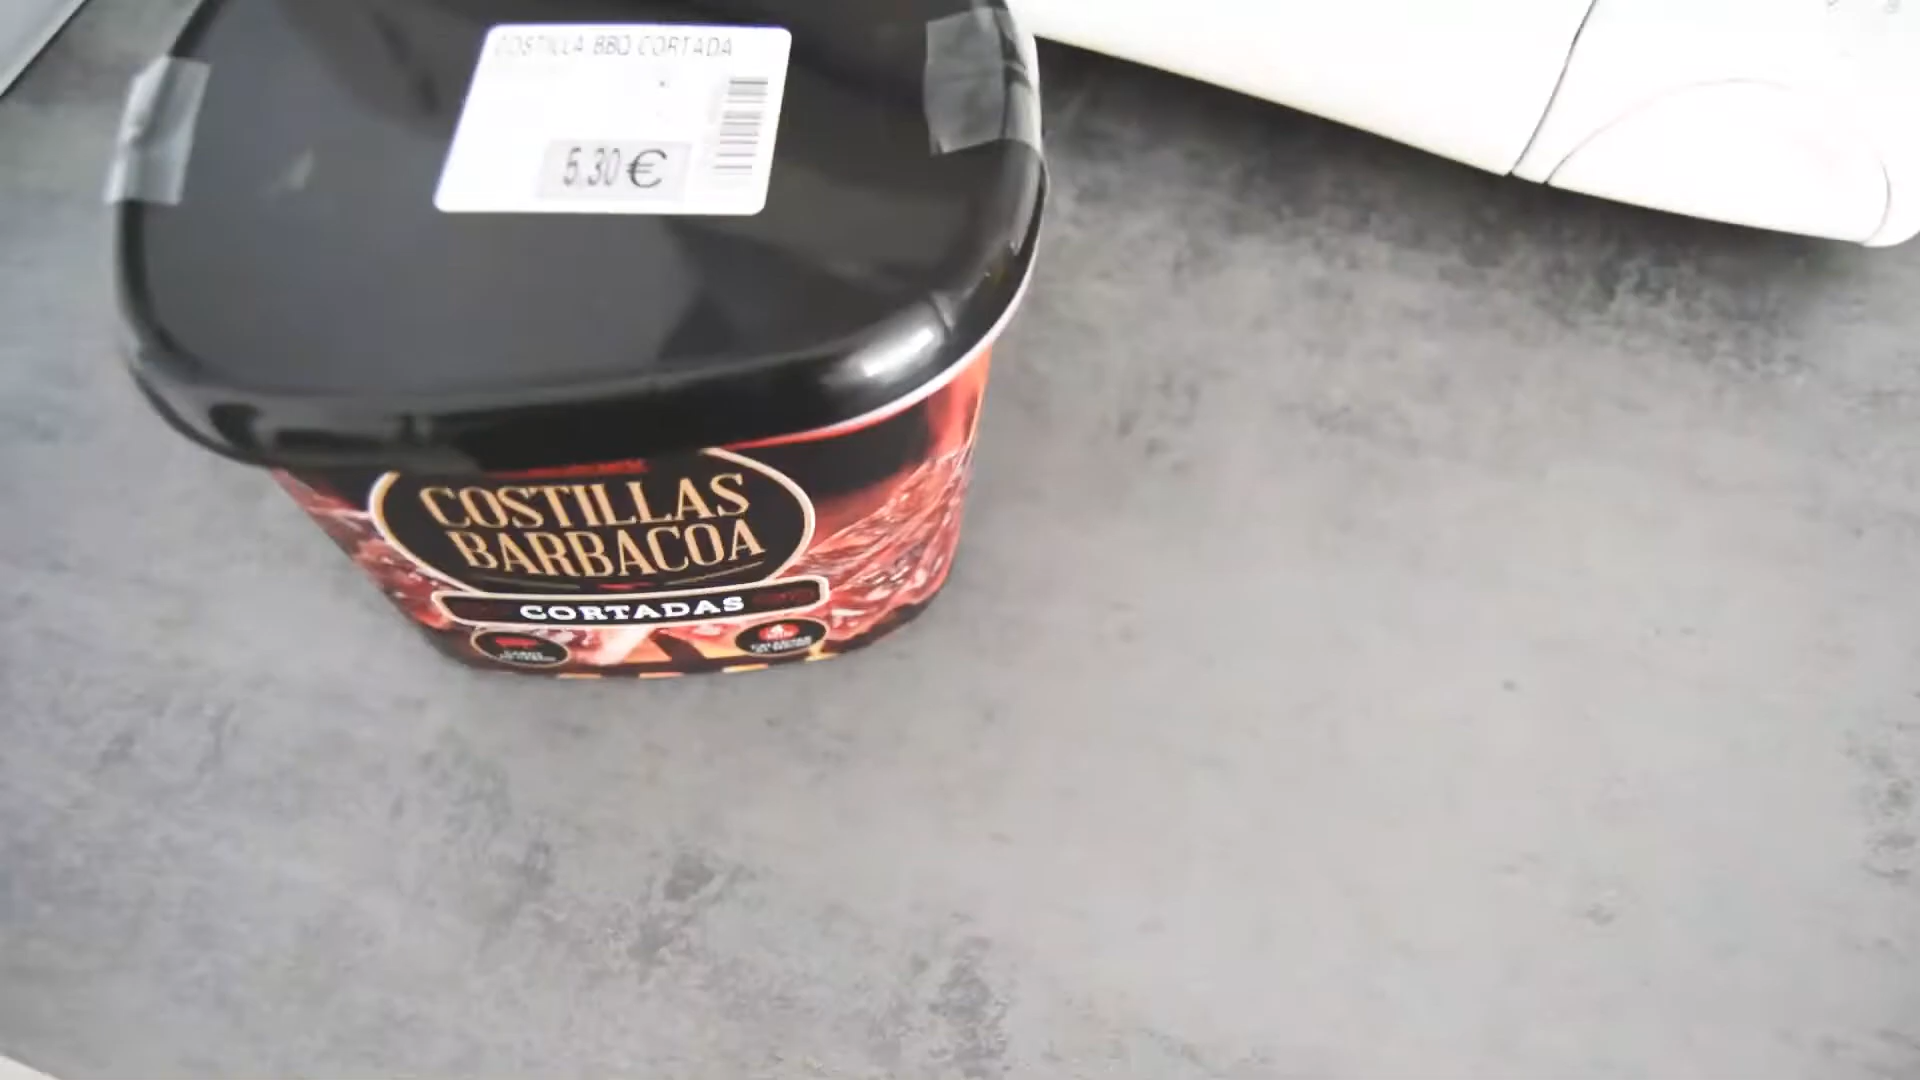 COSTILLA BBQ CORTADA
5.30 €
COSTILLAS
BARBACOA
CORTADAS